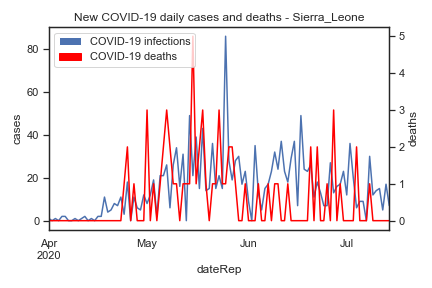 New COVID-19 daily cases and deaths - Sierra_Leone
COVID-19 infections
COVID-19 deaths
80
60
40
20
0
cases
5
4
3
2
1
0
deaths
Apr
2020
May
Jun
Jul
dateRep